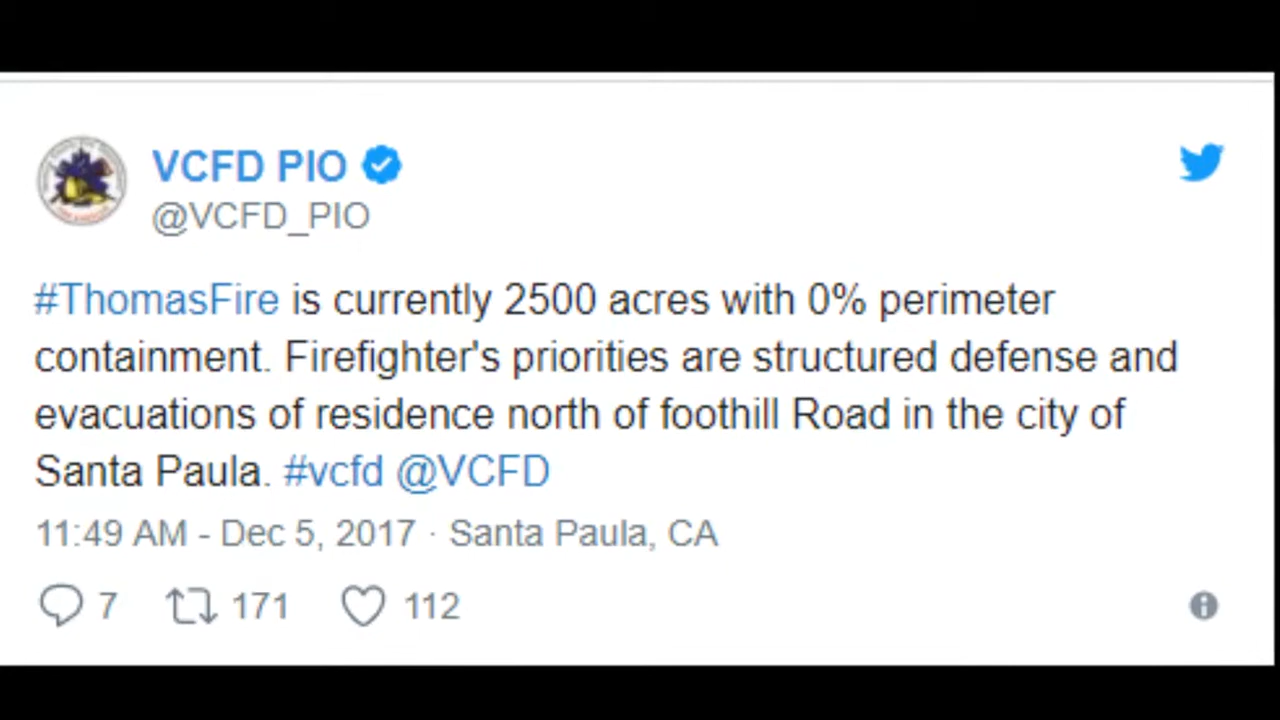 VCFD PIO
@VCFD_PIO
#ThomasFire is currently 2500 acres with 0% perimeter
containment. Firefighter's priorities are structured defense and
evacuations of residence north of foothill Road in the city of
Santa Paula. #vcfd @VCFD
11:49 AM - Dec 5, 2017 · Santa Paula, CA
7 171 112